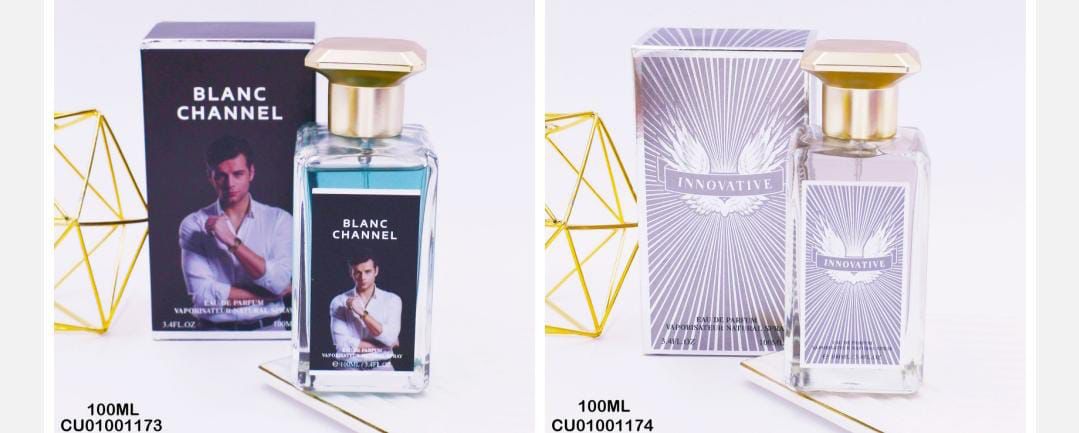 BLANC
CHANNEL
EAU DE PARFUM
VAPORISATEUR NATURAL SPRAY
3.4FL.OZ
BLANC
CHANNEL
EAU DE PARFUM
VAPORISATEUR NATURAL SPRAY
℮ 100ML / 3.4FL.OZ
100ML
CU01001173
INNOVATIVE
EAU DE PARFUM
VAPORISATEUR NATURAL SPRAY
3.4FL.OZ
INNOVATIVE
100ML
CU01001174